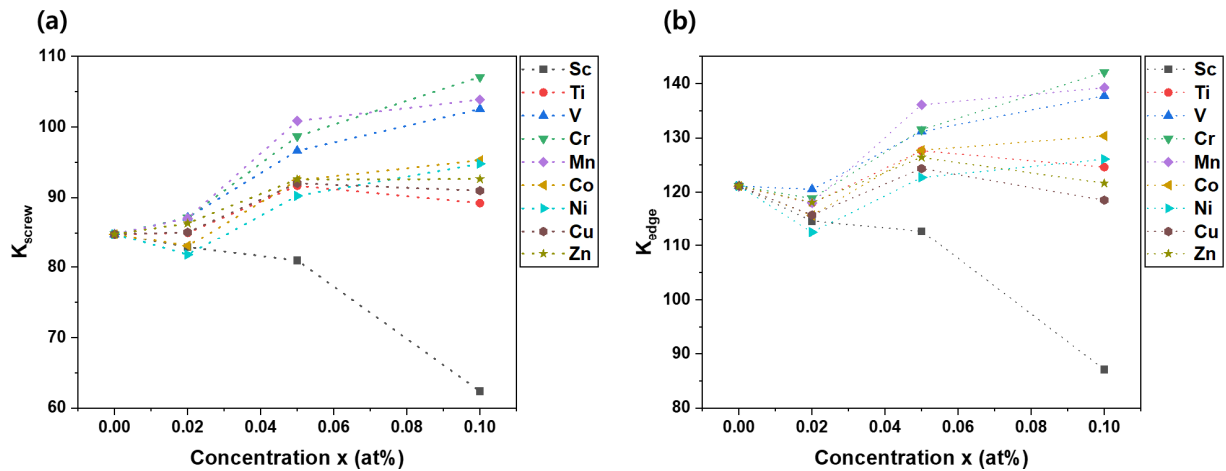 (a)
110
100
90
80
70
60
0.00
0.02
0.04
0.06
0.08
0.10
K_screw
Concentration x (at%)
Sc
Ti
V
Cr
Mn
Co
Ni
Cu
Zn
(b)
140
130
120
110
100
90
80
0.00
0.02
0.04
0.06
0.08
0.10
K_edge
Concentration x (at%)
Sc
Ti
V
Cr
Mn
Co
Ni
Cu
Zn